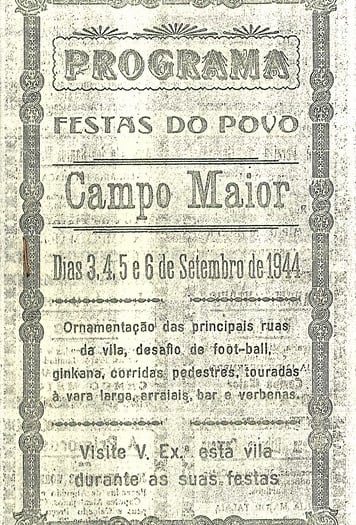 PROGRAMA
FESTAS DO POVO
Campo Maior
Dias 3, 4, 5 e 6 de Setembro de 1944
Ornamentação das principais ruas
da vila, desafio de foot-ball,
ginkana, corridas pedestres, touradas
à vara larga, arraiais, bar e verbenas.
Visite V. Ex.ª esta vila
durante as suas festas